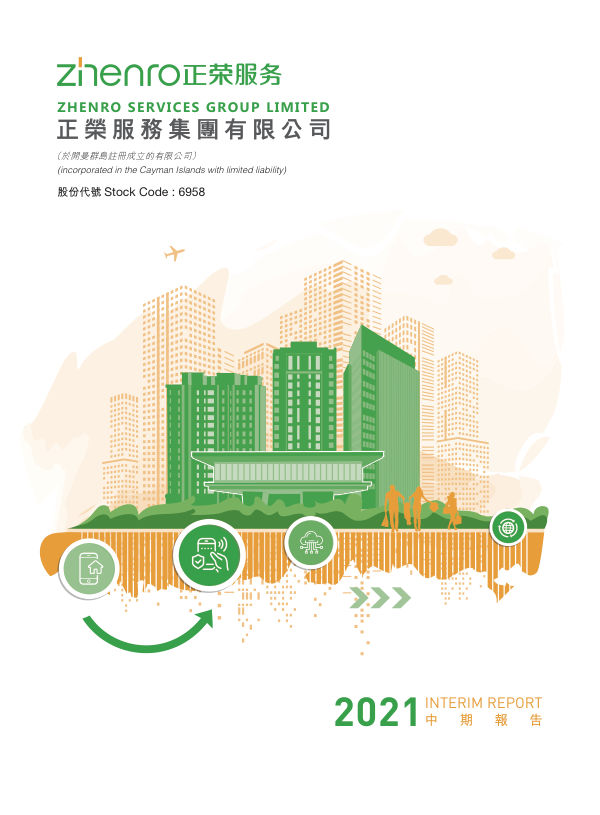 zhenro正荣服务
ZHENRO SERVICES GROUP LIMITED
正榮服務集團有限公司
（於開曼群島註冊成立的有限公司）
(incorporated in the Cayman Islands with limited liability)
股份代號 Stock Code : 6958
2021 INTERIM REPORT
中期報告